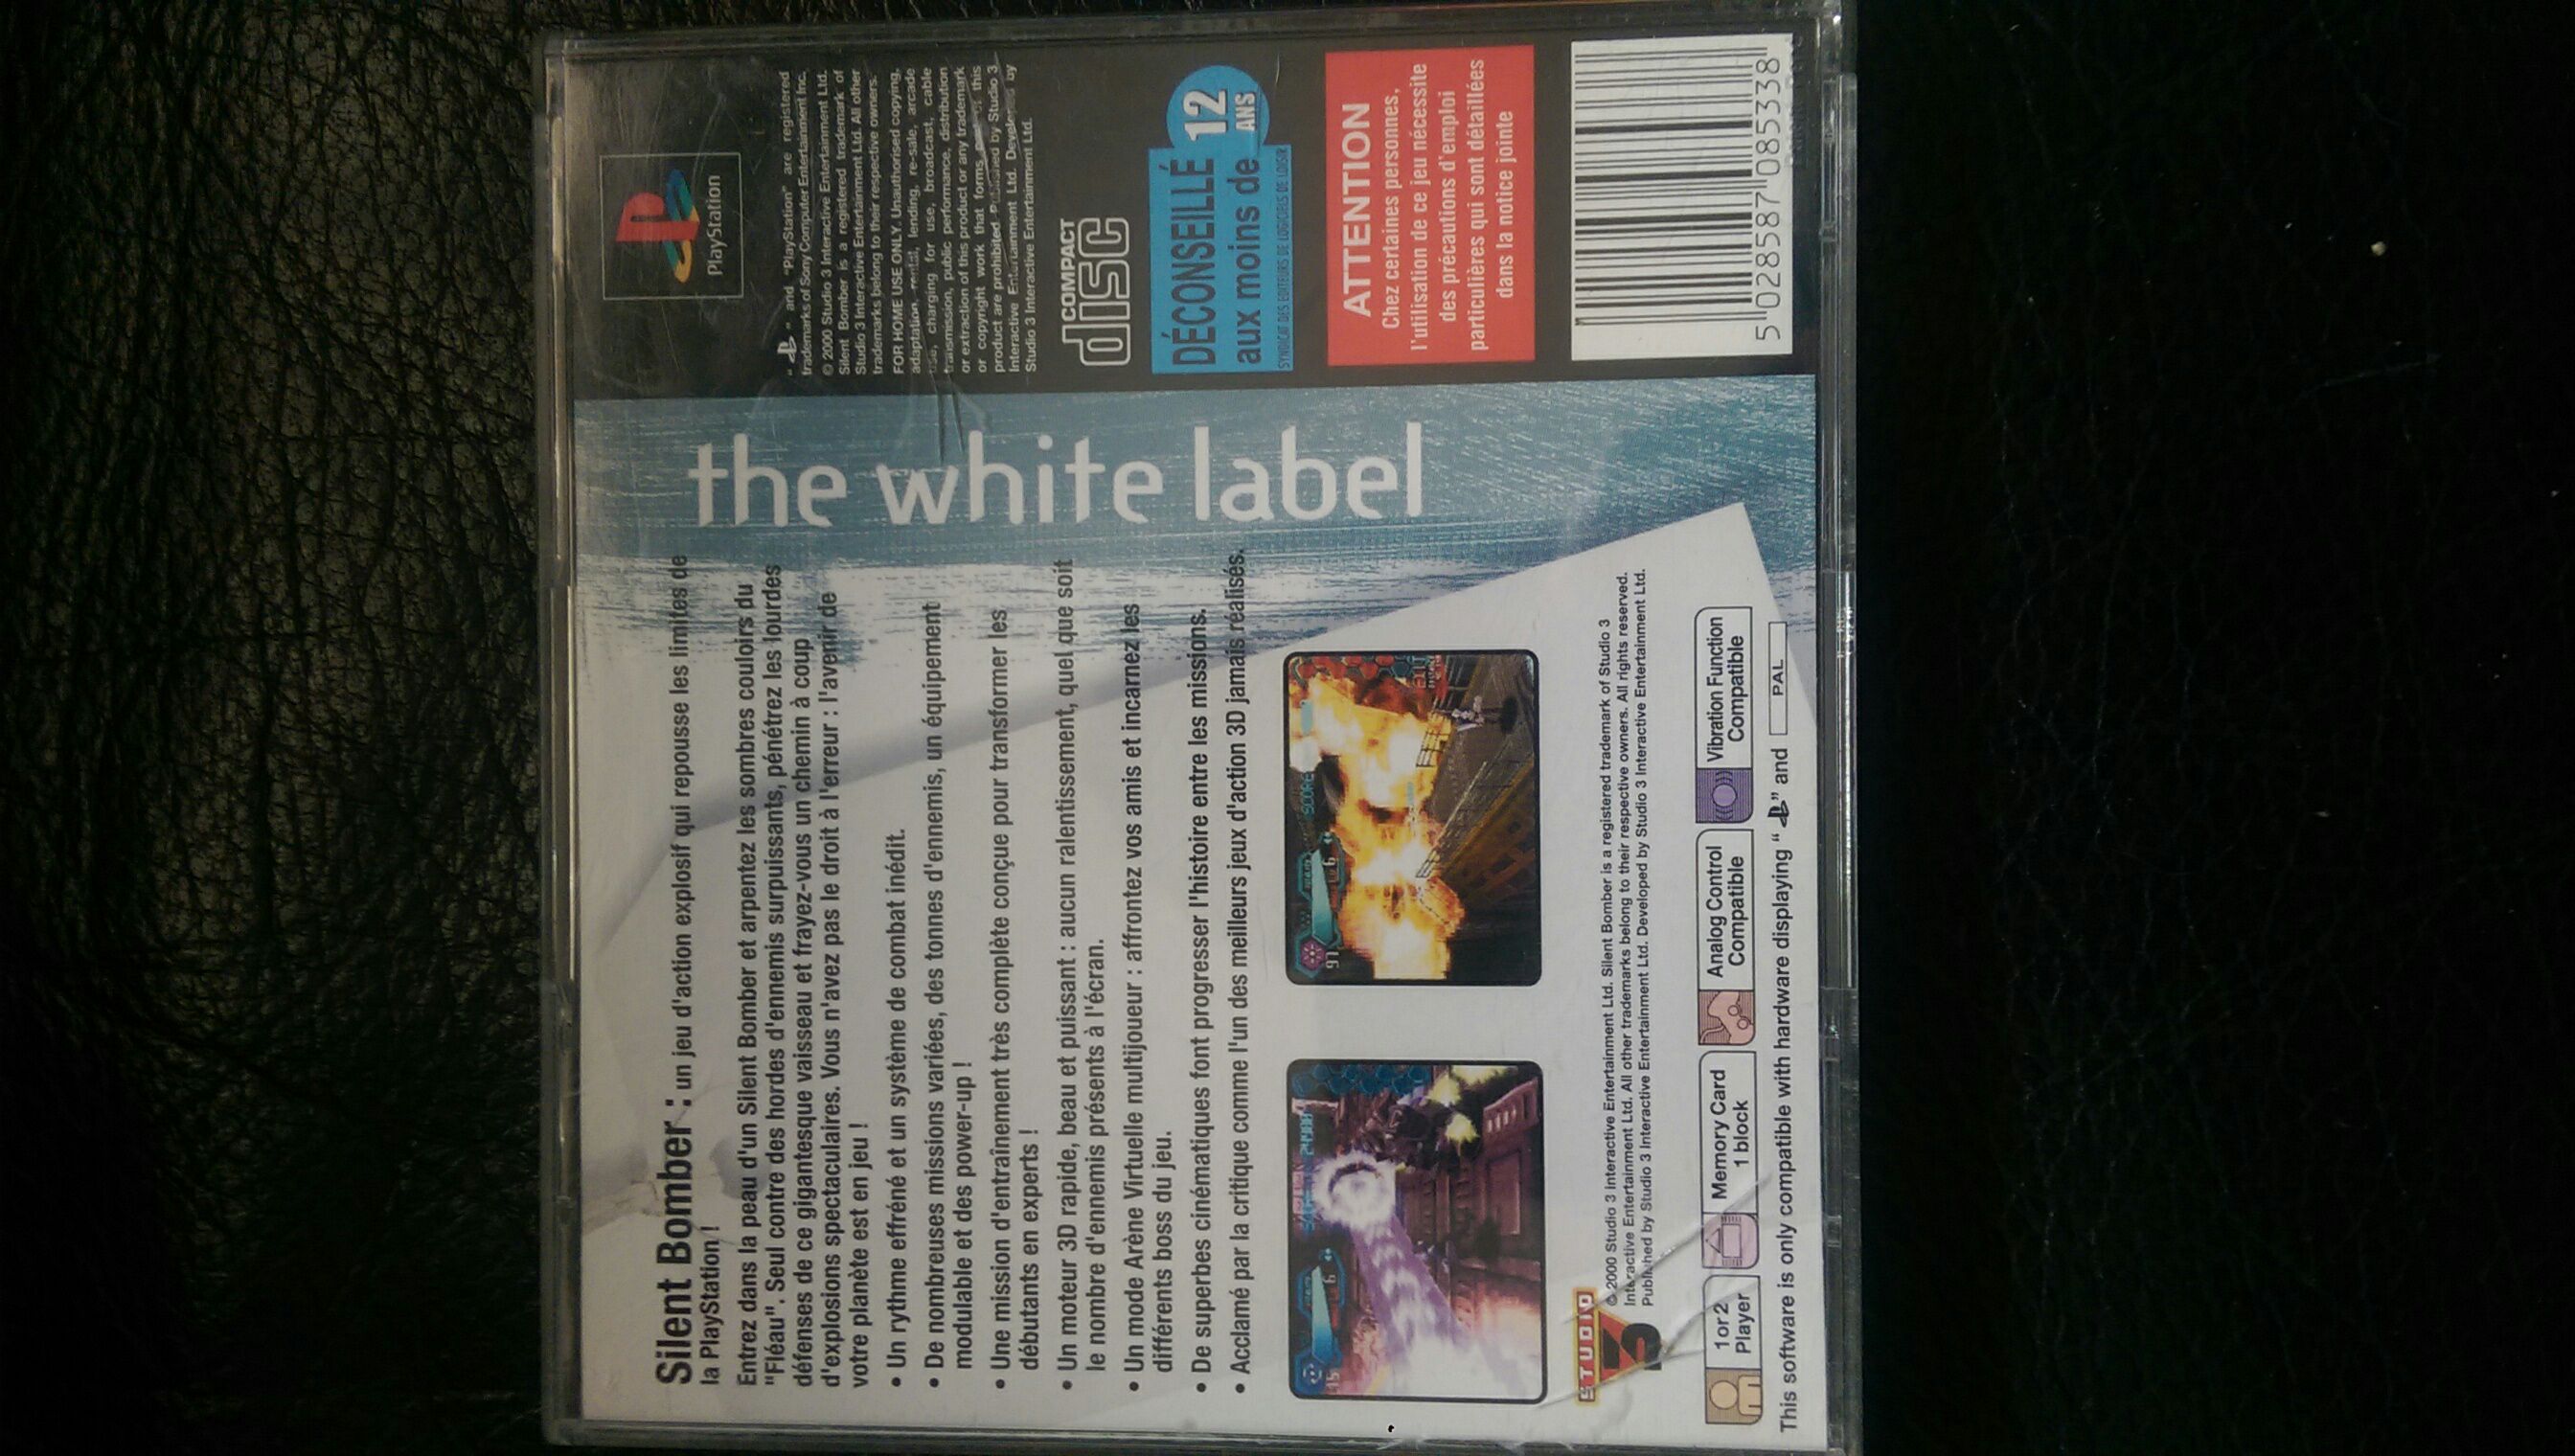 Silent Bomber : un jeu d'action explosif qui repousse les limites de
la PlayStation !
Entrez dans la peau d'un Silent Bomber et arpentez les sombres couloirs du
"Fléau". Seul contre des hordes d'ennemis surpuissants, pénétrez les lourdes
défenses de ce gigantesque vaisseau et frayez-vous un chemin à coup
d'explosions spectaculaires. Vous n'avez pas le droit à l'erreur : l'avenir de
votre planète est en jeu !
• Un rythme effréné et un système de combat inédit.
• De nombreuses missions variées, des tonnes d'ennemis, un équipement
modulable et des power-up !
• Une mission d'entraînement très complète conçue pour transformer les
débutants en experts !
• Un moteur 3D rapide, beau et puissant : aucun ralentissement, quel que soit
le nombre d'ennemis présents à l'écran.
• Un mode Arène Virtuelle multijoueur : affrontez vos amis et incarnez les
différents boss du jeu.
• De superbes cinématiques font progresser l'histoire entre les missions.
• Acclamé par la critique comme l'un des meilleurs jeux d'action 3D jamais réalisés.
45
6
97
6
SCORE
STUDIO
3
© 2000 Studio 3 Interactive Entertainment Ltd. Silent Bomber is a registered trademark of Studio 3
Interactive Entertainment Ltd. All other trademarks belong to their respective owners. All rights reserved.
Published by Studio 3 Interactive Entertainment Ltd. Developed by Studio 3 Interactive Entertainment Ltd.
1 or 2
Player
Memory Card
1 block
Analog Control
Compatible
Vibration Function
Compatible
This software is only compatible with hardware displaying " " and PAL
the white label
PlayStation
" " and "PlayStation" are registered
trademarks of Sony Computer Entertainment Inc.
© 2000 Studio 3 Interactive Entertainment Ltd.
Silent Bomber is a registered trademark of
Studio 3 Interactive Entertainment Ltd. All other
trademarks belong to their respective owners.
FOR HOME USE ONLY. Unauthorised copying,
adaptation, rental, lending, re-sale, arcade
use, charging for use, broadcast, cable
transmission, public performance, distribution
or extraction of this product or any trademark
or copyright work that forms part this
product are prohibited. Published by Studio 3
Interactive Entertainment Ltd. Developed by
Studio 3 Interactive Entertainment Ltd.
COMPACT
disc
DÉCONSEILLÉ
aux moins de
12
ANS
SYNDICAT DES EDITEURS DE LOGICIELS DE LOISIR
ATTENTION
Chez certaines personnes,
l'utilisation de ce jeu nécessite
des précautions d'emploi
particulières qui sont détaillées
dans la notice jointe
5 028587 085338